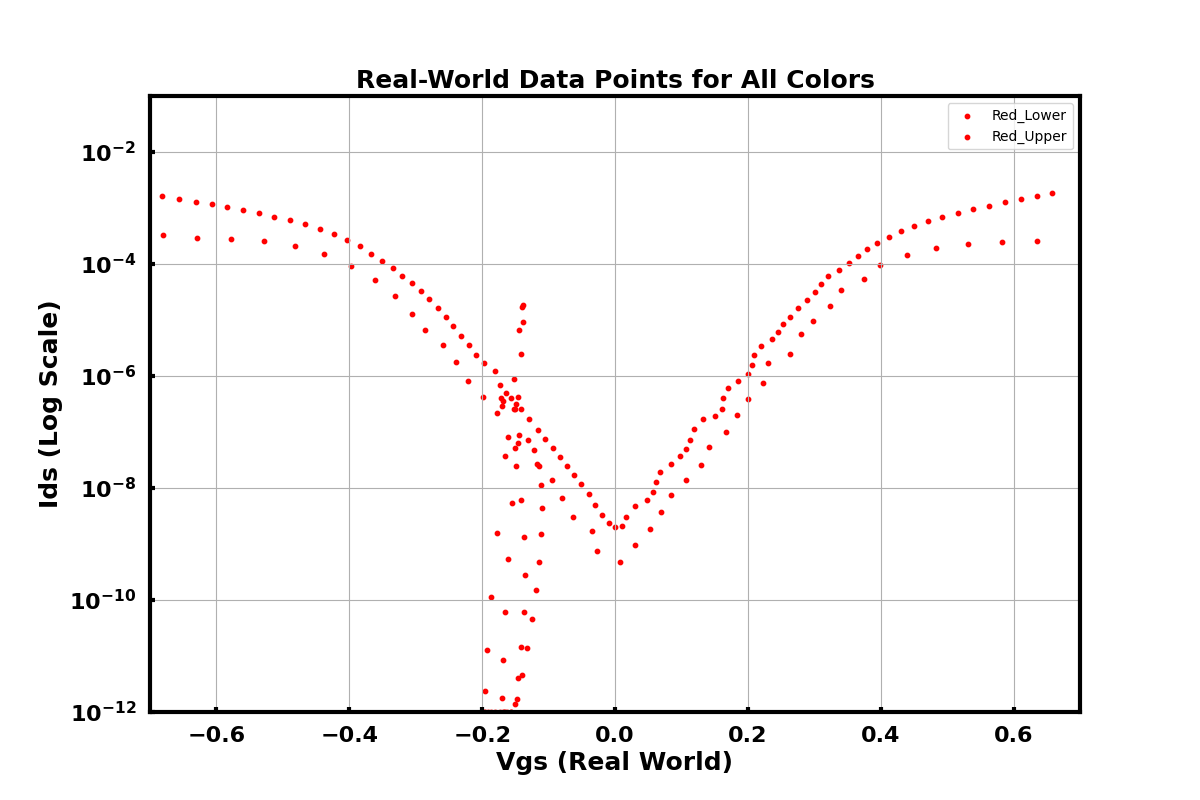 Real-World Data Points for All Colors
Red_Lower
Red_Upper
10^-2
10^-4
10^-6
10^-8
10^-10
10^-12
Ids (Log Scale)
−0.6 −0.4 −0.2 0.0 0.2 0.4 0.6
Vgs (Real World)